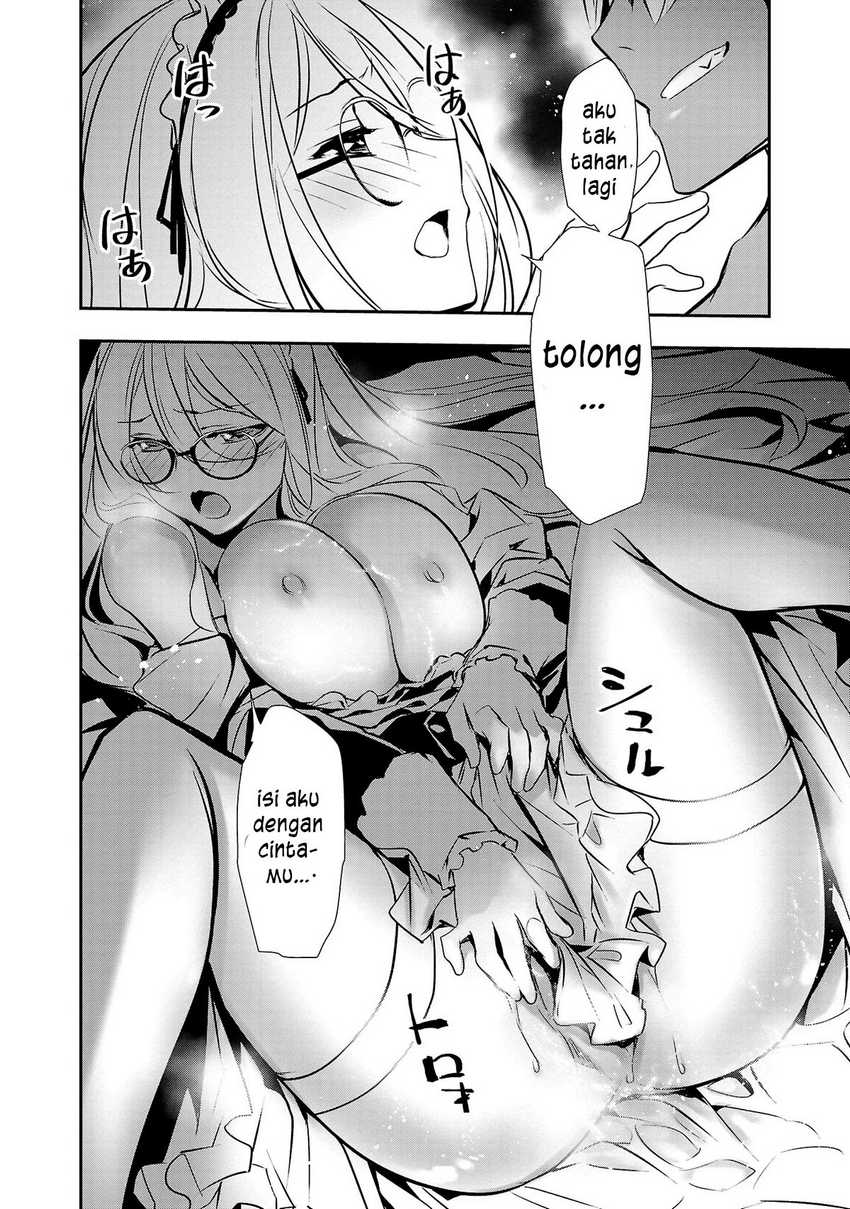 はぁ
はっ
はぁ
aku
tak
tahan
lagi
tolong
...
シュル
isi aku
dengan
cinta-
mu....
トロォ